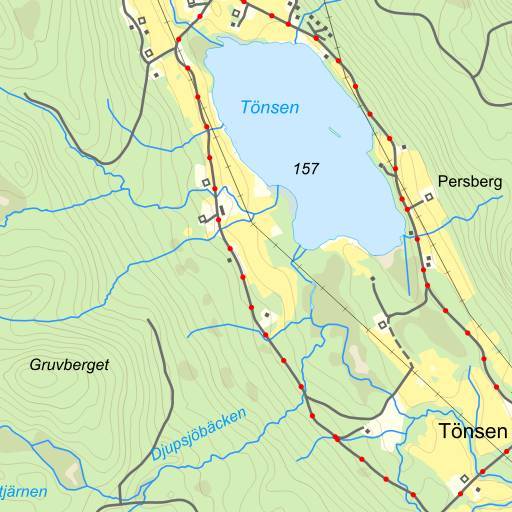 Tönsen
157
Persberg
Gruvberget
Djupsjöbäcken
Tönsen
tjärnen